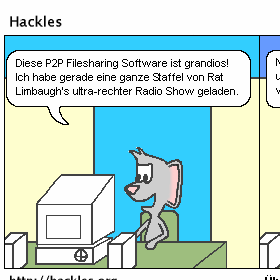 Hackles
Diese P2P Filesharing Software ist grandios!
Ich habe gerade eine ganze Staffel von Rat
Limbaugh's ultra-rechter Radio Show geladen.
http://hackles.org